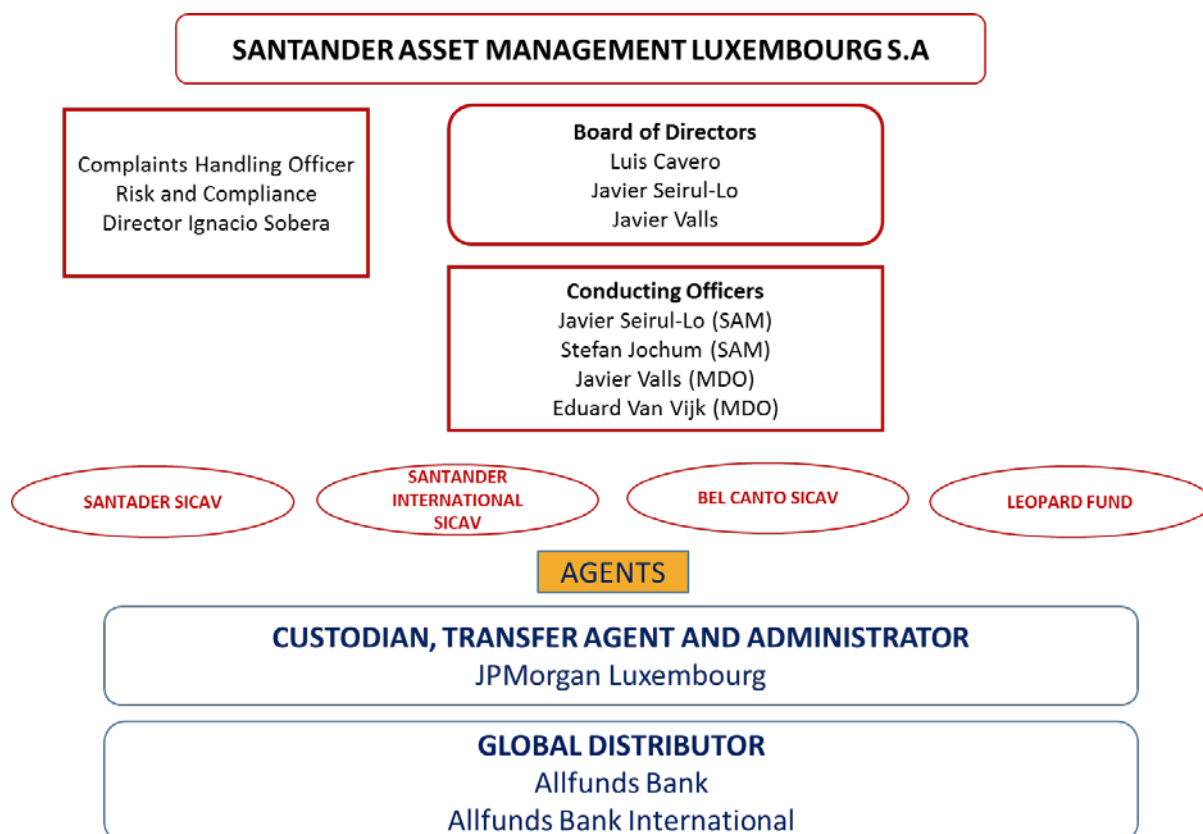 SANTANDER ASSET MANAGEMENT LUXEMBOURG S.A
Complaints Handling Officer
Risk and Compliance
Director Ignacio Sobera
Board of Directors
Luis Cavero
Javier Seirul-Lo
Javier Valls
Conducting Officers
Javier Seirul-Lo (SAM)
Stefan Jochum (SAM)
Javier Valls (MDO)
Eduard Van Vijk (MDO)
SANTADER SICAV
SANTANDER
INTERNATIONAL
SICAV
BEL CANTO SICAV
LEOPARD FUND
AGENTS
CUSTODIAN, TRANSFER AGENT AND ADMINISTRATOR
JPMorgan Luxembourg
GLOBAL DISTRIBUTOR
Allfunds Bank
Allfunds Bank International